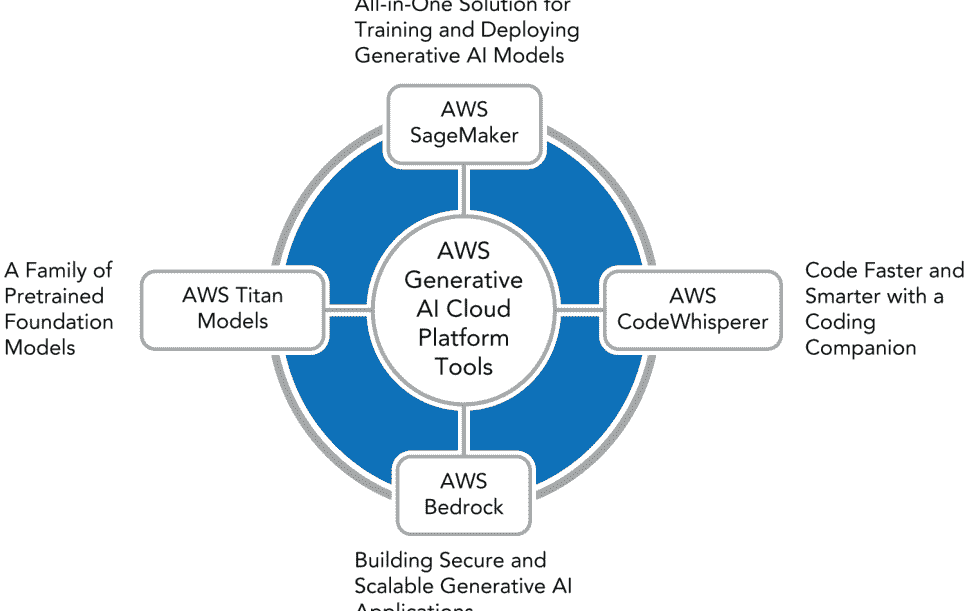 All-in-One Solution for
Training and Deploying
Generative AI Models
AWS
SageMaker
A Family of
Pretrained
Foundation
Models
AWS Titan
Models
AWS
Generative
AI Cloud
Platform
Tools
AWS
CodeWhisperer
Code Faster and
Smarter with a
Coding
Companion
AWS
Bedrock
Building Secure and
Scalable Generative AI
Applications